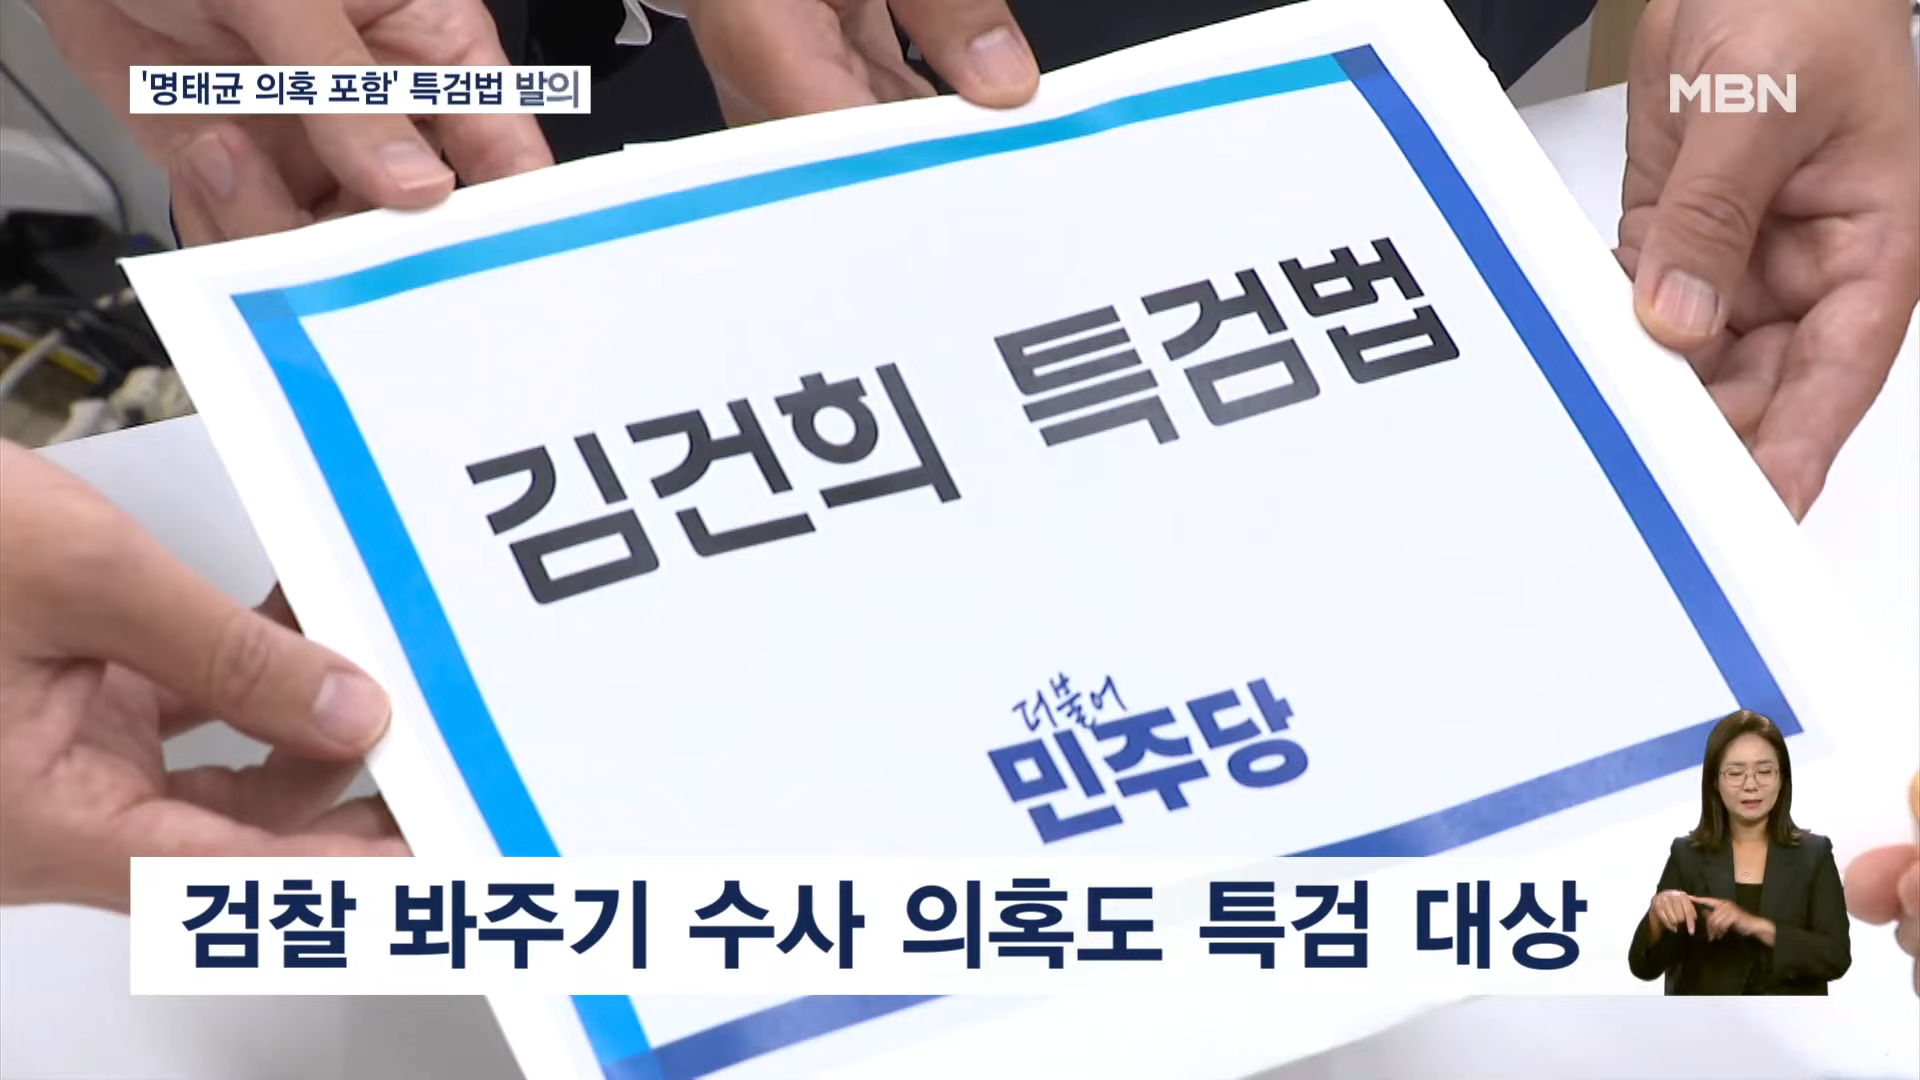 '명태균 의혹 포함' 특검법 발의
MBN
김건희 특검법
더불어
민주당
검찰 봐주기 수사 의혹도 특검 대상